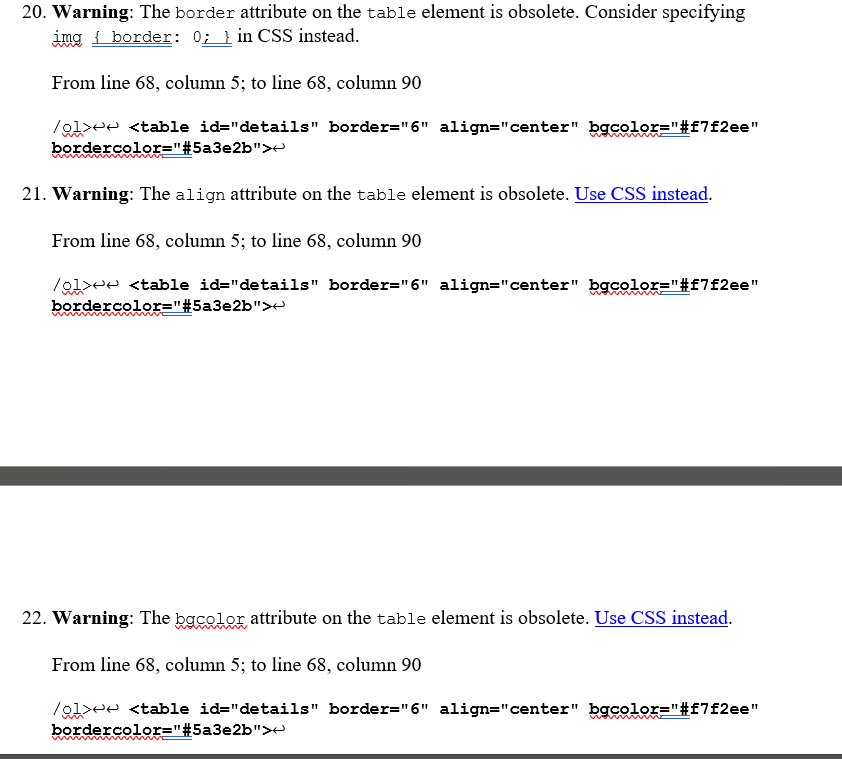 20. Warning: The border attribute on the table element is obsolete. Consider specifying
img { border: 0; } in CSS instead.
From line 68, column 5; to line 68, column 90
/ol>↩↩ <table id="details" border="6" align="center" bgcolor="#f7f2ee"
bordercolor="#5a3e2b">↩
21. Warning: The align attribute on the table element is obsolete. Use CSS instead.
From line 68, column 5; to line 68, column 90
/ol>↩↩ <table id="details" border="6" align="center" bgcolor="#f7f2ee"
bordercolor="#5a3e2b">↩
22. Warning: The bgcolor attribute on the table element is obsolete. Use CSS instead.
From line 68, column 5; to line 68, column 90
/ol>↩↩ <table id="details" border="6" align="center" bgcolor="#f7f2ee"
bordercolor="#5a3e2b">↩